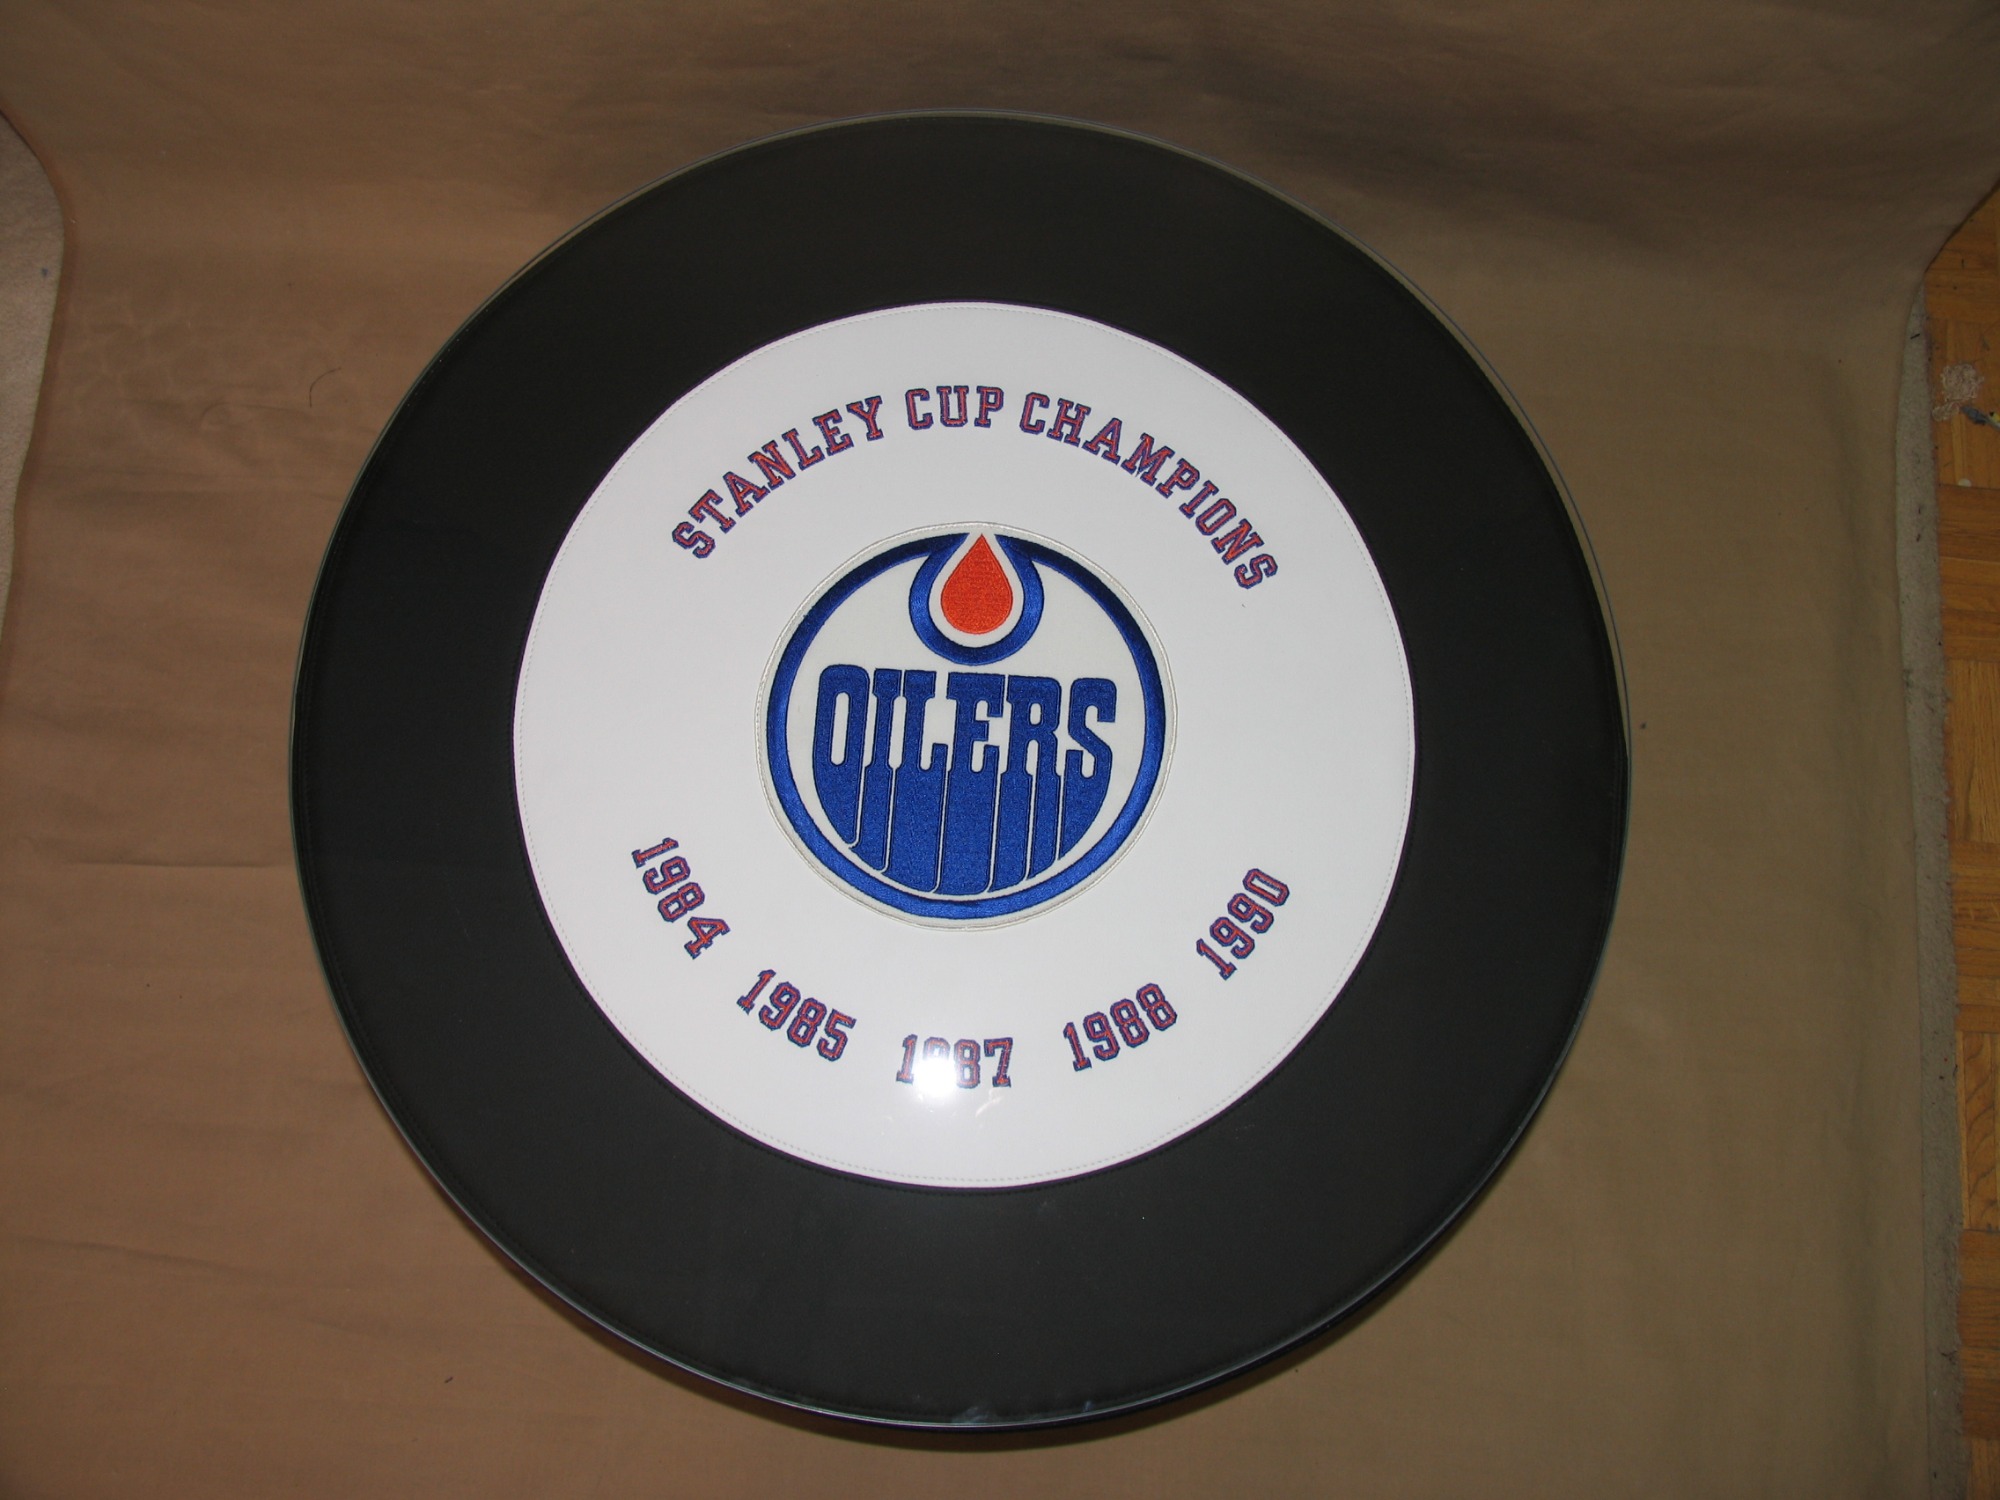 STANLEY CUP CHAMPIONS
OILERS
1984 1985 1987 1988 1990